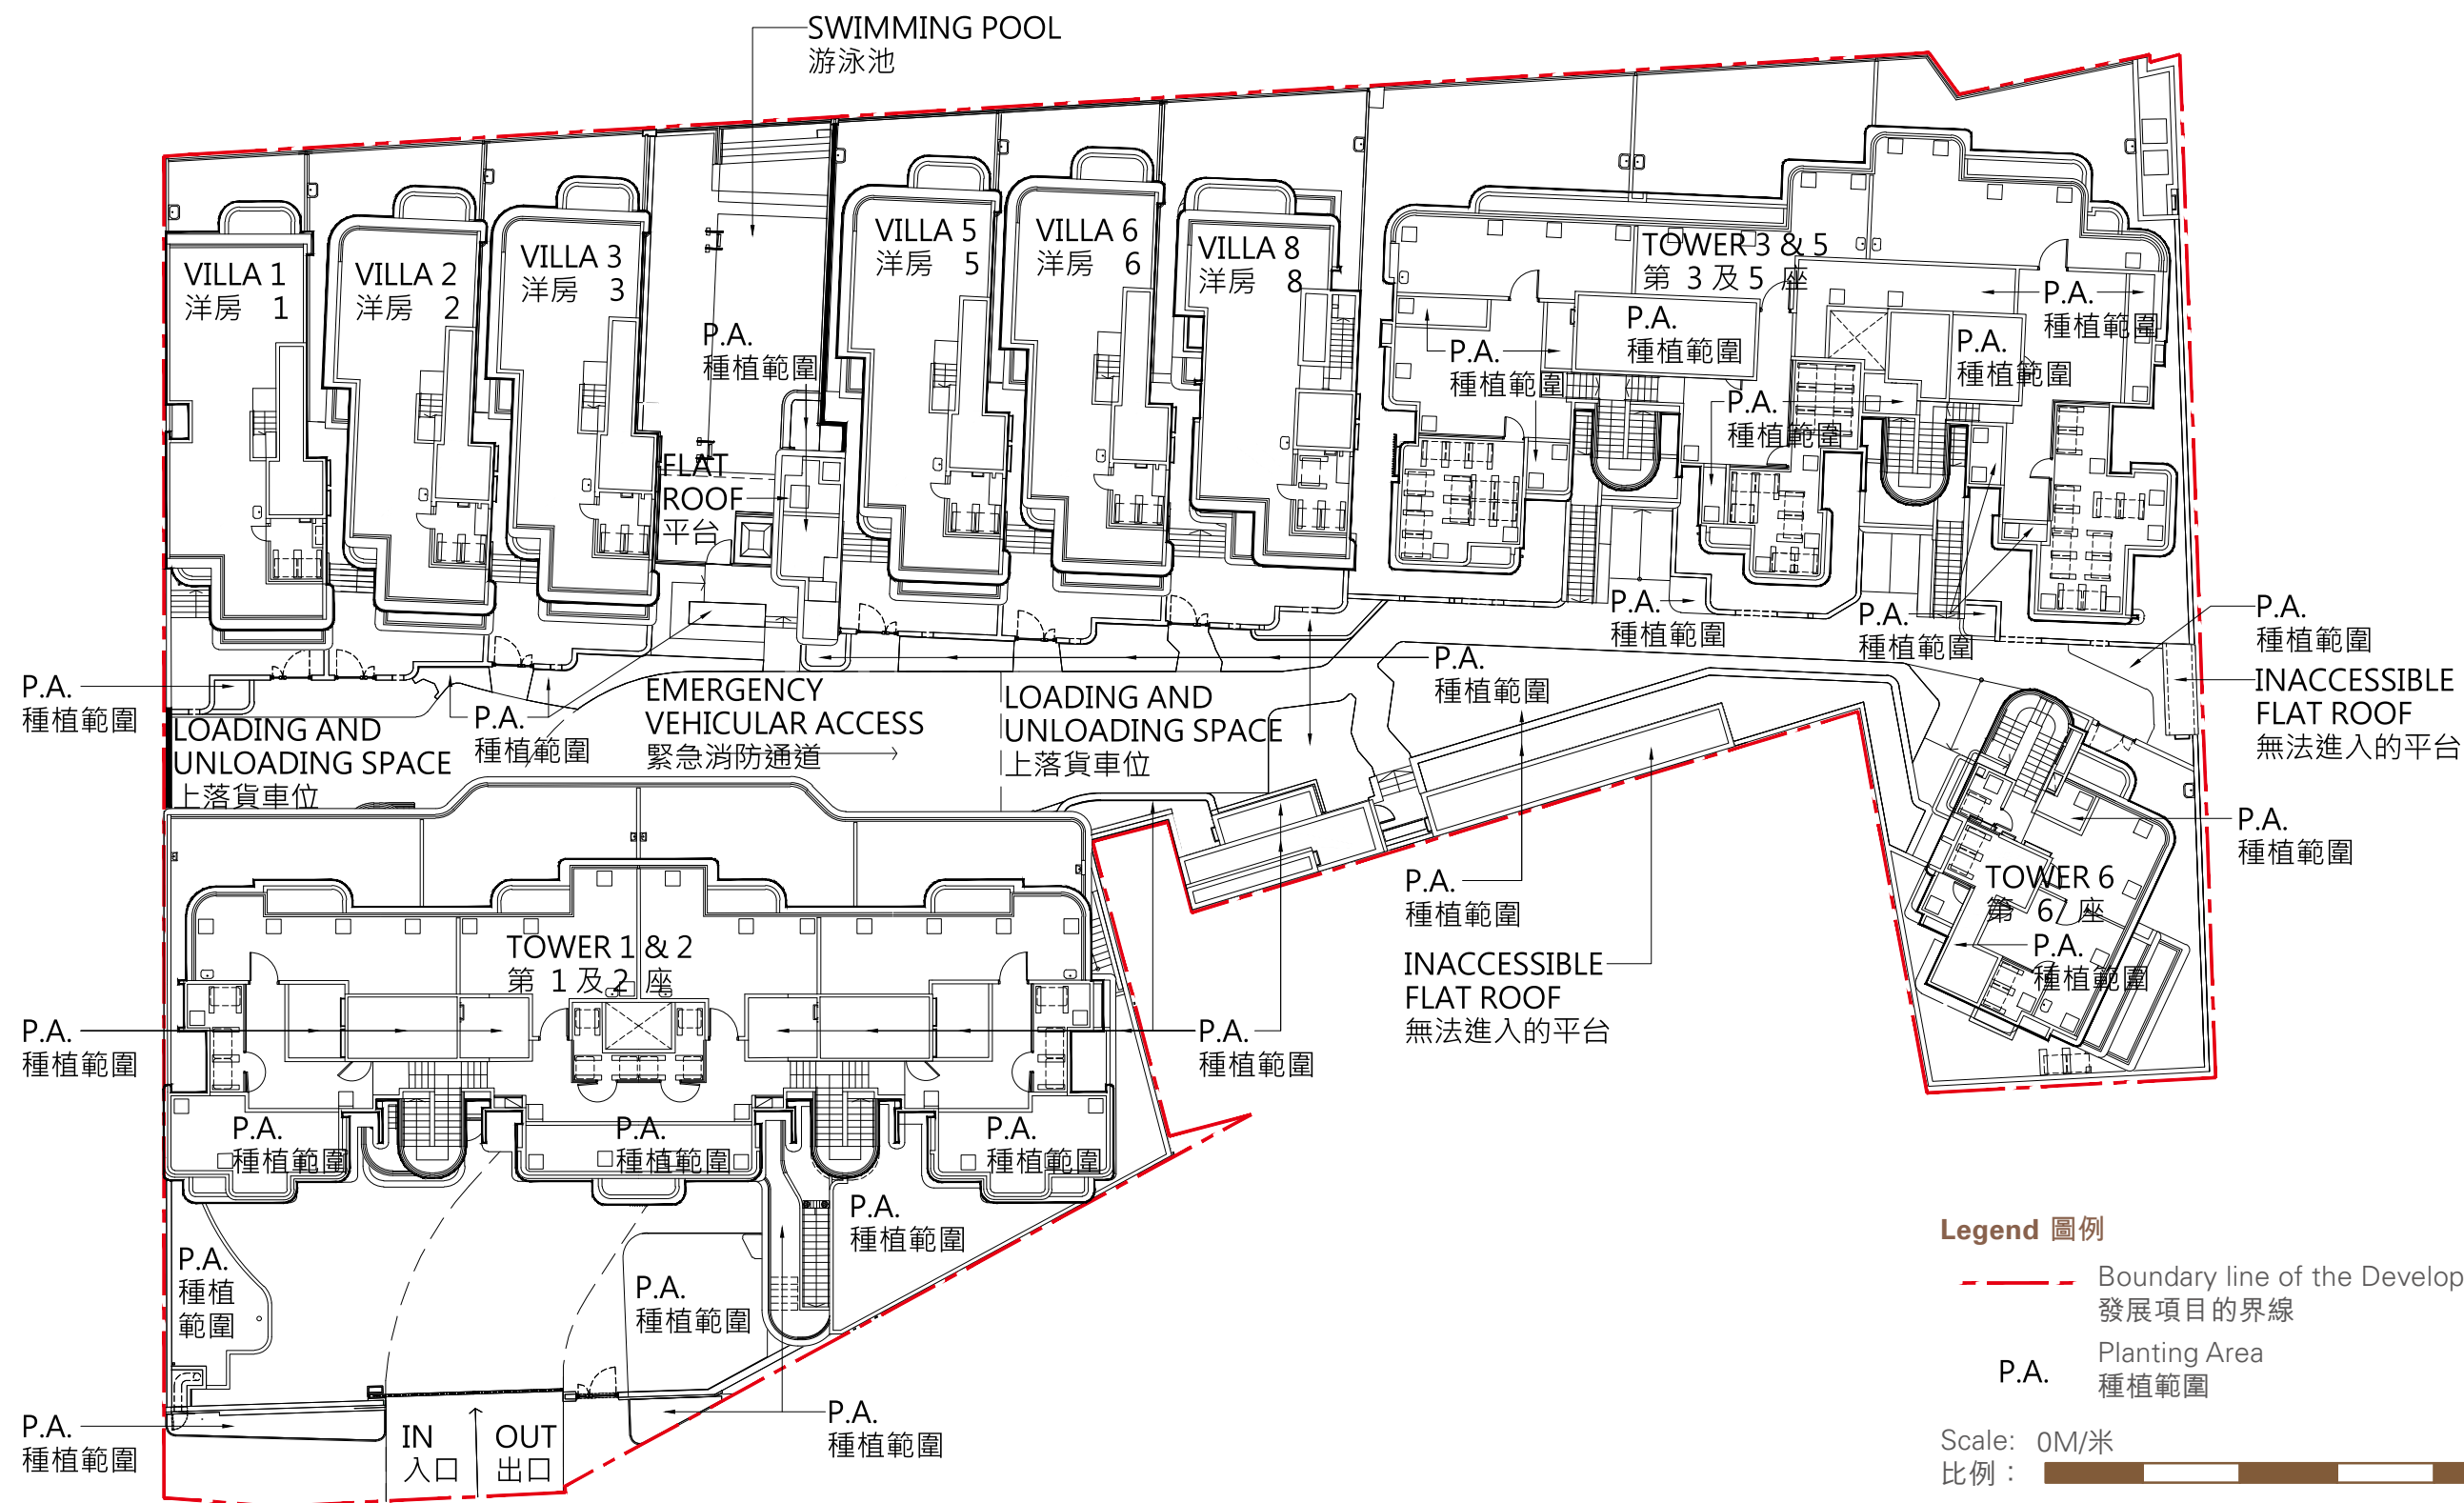 SWIMMING POOL
游泳池
VILLA 1
洋房 1
VILLA 2
洋房 2
VILLA 3
洋房 3
VILLA 5
洋房 5
VILLA 6
洋房 6
VILLA 8
洋房 8
TOWER 3 & 5
第 3 及 5 座
P.A.
種植範圍
P.A.
種植範圍
P.A.
種植範圍
P.A.
種植範圍
P.A.
種植範圍
P.A.
種植範圍
FLAT
ROOF
平台
P.A.
種植範圍
P.A.
種植範圍
P.A.
種植範圍
INACCESSIBLE
FLAT ROOF
無法進入的平台
P.A.
種植範圍
P.A.
種植範圍
P.A.
種植範圍
LOADING AND
UNLOADING SPACE
上落貨車位
EMERGENCY
VEHICULAR ACCESS
緊急消防通道
LOADING AND
UNLOADING SPACE
上落貨車位
P.A.
種植範圍
TOWER 6
第 6 座
P.A.
種植範圍
P.A.
種植範圍
INACCESSIBLE
FLAT ROOF
無法進入的平台
TOWER 1 & 2
第 1 及 2 座
P.A.
種植範圍
P.A.
種植範圍
P.A.
種植範圍
P.A.
種植範圍
P.A.
種植範圍
P.A.
種植範圍
P.A.
種植
範圍
P.A.
種植範圍
P.A.
種植範圍
P.A.
種植範圍
IN
入口
OUT
出口
Legend 圖例
Boundary line of the Develop
發展項目的界線
P.A.
Planting Area
種植範圍
Scale: 0M/米
比例：